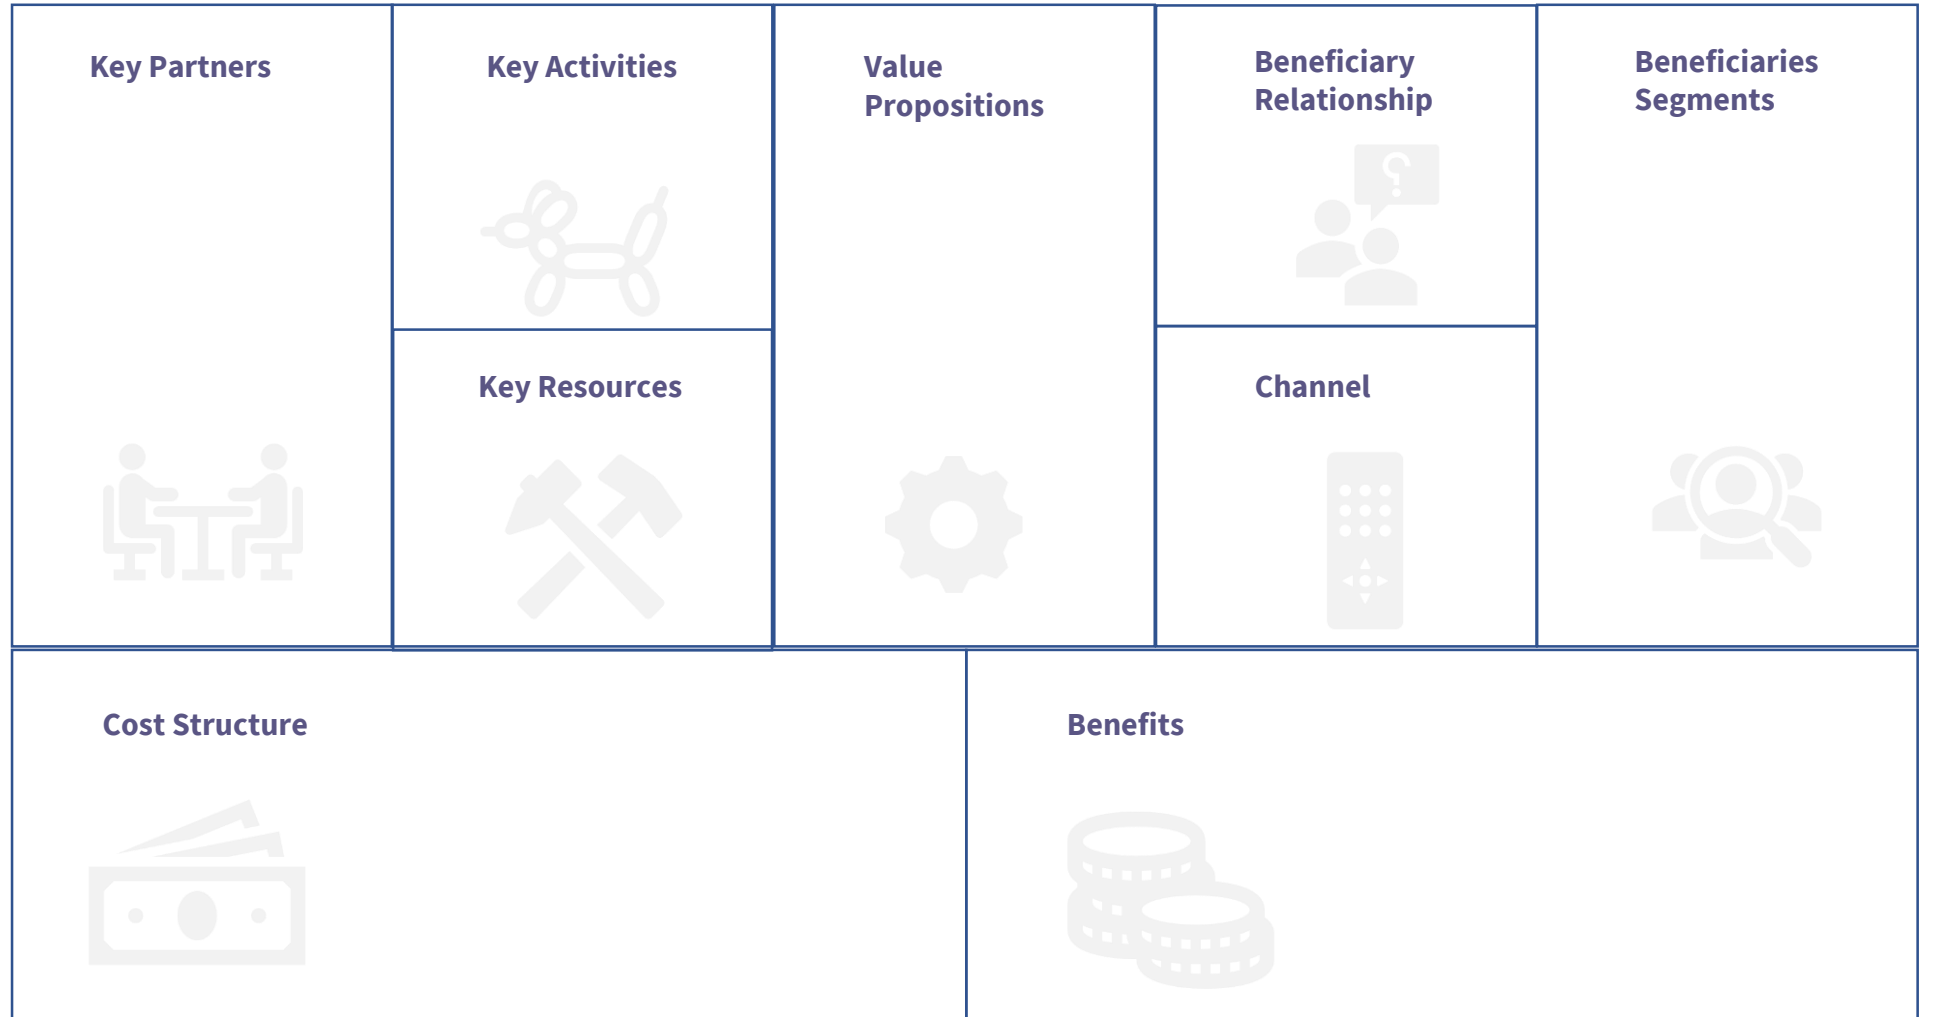 Key Partners
Key Activities
Value
Propositions
Beneficiary
Relationship
Beneficiaries
Segments
Key Resources
Channel
Cost Structure
Benefits